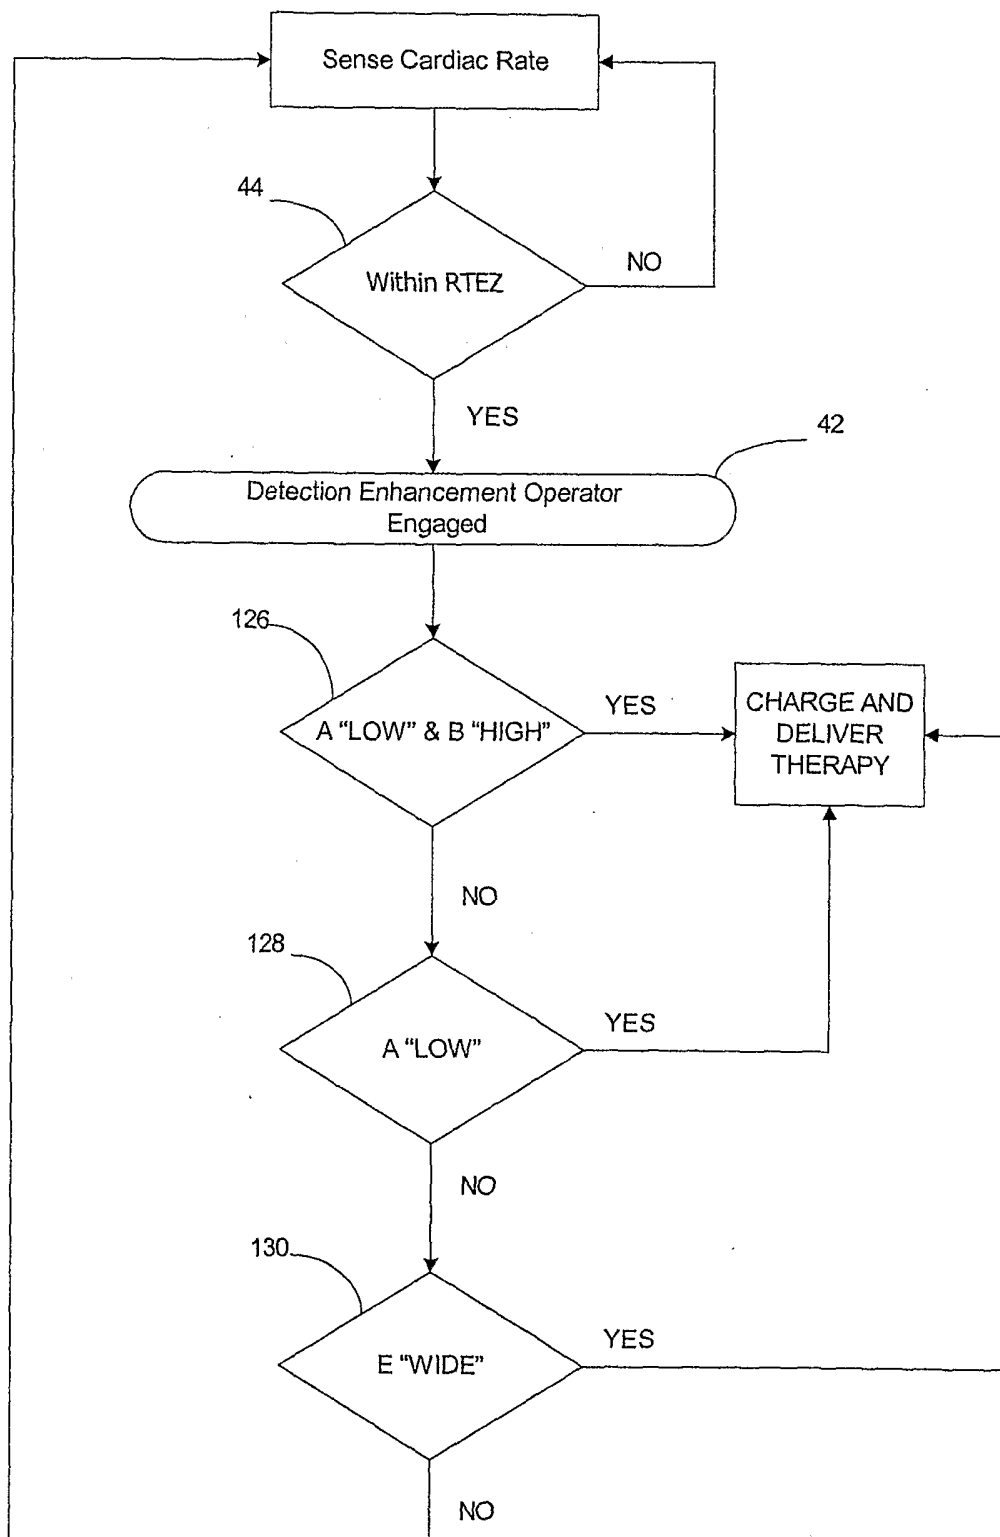 Sense Cardiac Rate
44
Within RTEZ
NO
YES
42
Detection Enhancement Operator
Engaged
126
A “LOW” & B “HIGH”
YES
CHARGE AND
DELIVER
THERAPY
NO
128
A “LOW”
YES
NO
130
E “WIDE”
YES
NO